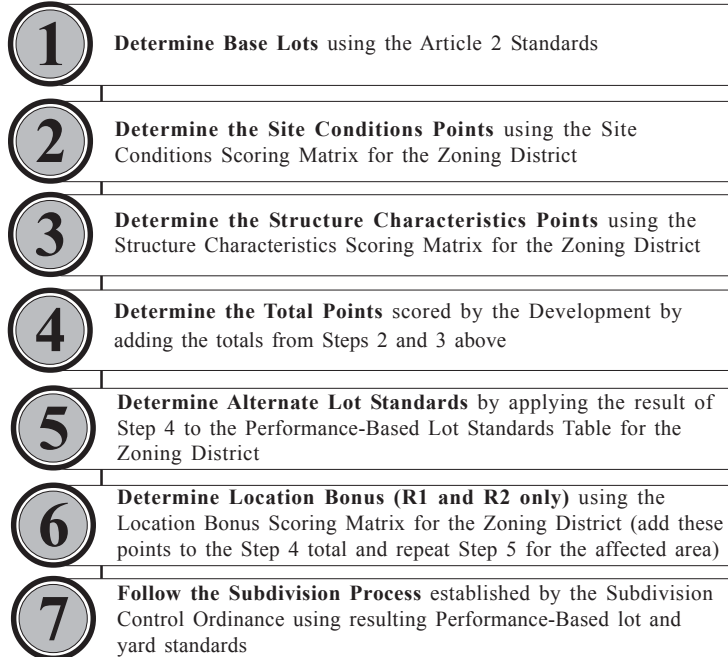 1
Determine Base Lots using the Article 2 Standards
2
Determine the Site Conditions Points using the Site
Conditions Scoring Matrix for the Zoning District
3
Determine the Structure Characteristics Points using the
Structure Characteristics Scoring Matrix for the Zoning District
4
Determine the Total Points scored by the Development by
adding the totals from Steps 2 and 3 above
5
Determine Alternate Lot Standards by applying the result of
Step 4 to the Performance-Based Lot Standards Table for the
Zoning District
6
Determine Location Bonus (R1 and R2 only) using the
Location Bonus Scoring Matrix for the Zoning District (add these
points to the Step 4 total and repeat Step 5 for the affected area)
7
Follow the Subdivision Process established by the Subdivision
Control Ordinance using resulting Performance-Based lot and
yard standards